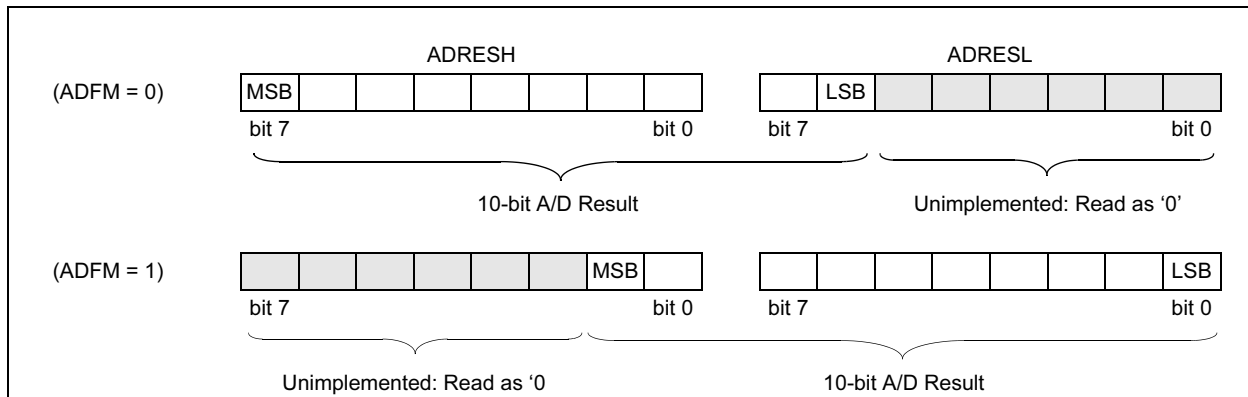 ADRESH ADRESL
(ADFM = 0) MSB LSB
bit 7 bit 0 bit 7 bit 0
10-bit A/D Result Unimplemented: Read as ‘0’
(ADFM = 1) MSB LSB
bit 7 bit 0 bit 7 bit 0
Unimplemented: Read as ‘0 10-bit A/D Result